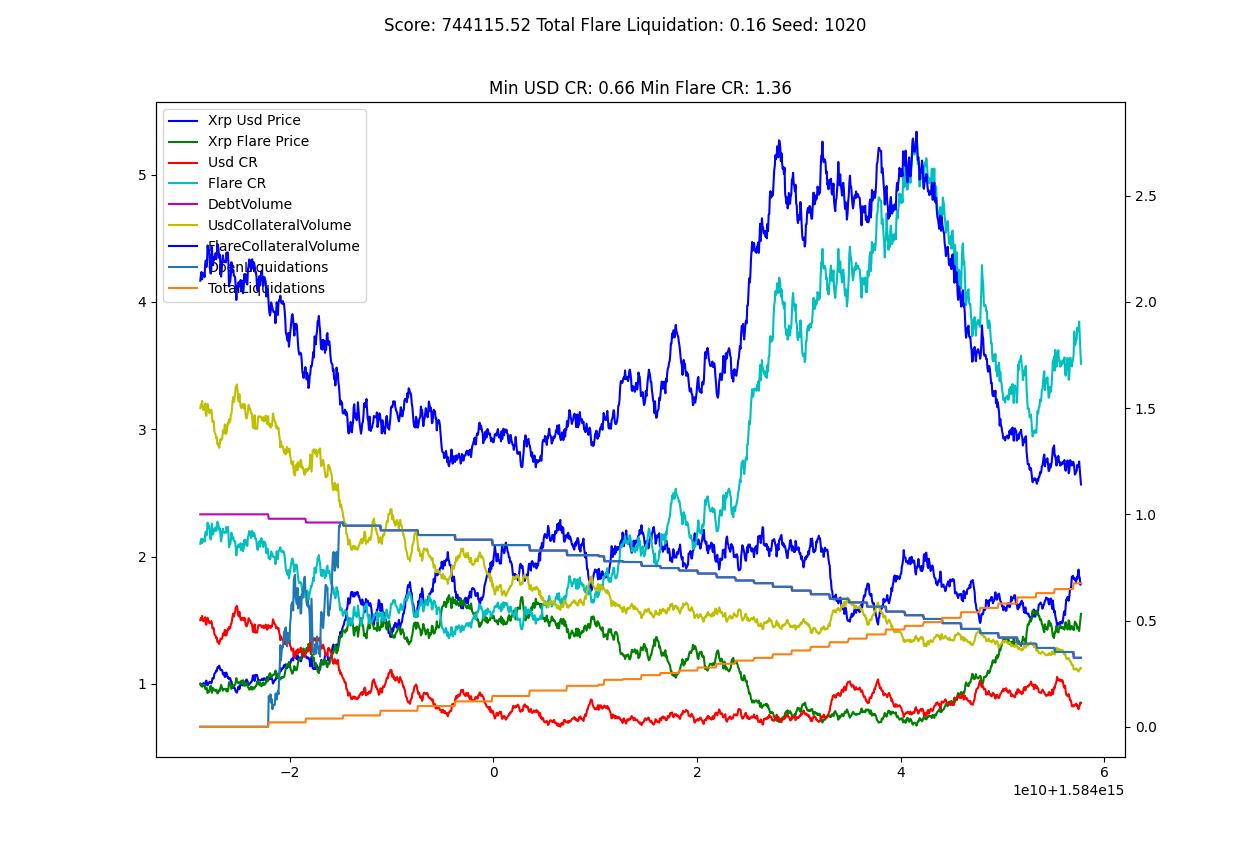 Score: 744115.52 Total Flare Liquidation: 0.16 Seed: 1020
Min USD CR: 0.66 Min Flare CR: 1.36
Xrp Usd Price
Xrp Flare Price
Usd CR
Flare CR
DebtVolume
UsdCollateralVolume
FlareCollateralVolume
OpenLiquidations
TotalLiquidations
5
4
3
2
1
2.5
2.0
1.5
1.0
0.5
0.0
−2
0
2
4
6
1e10+1.584e15